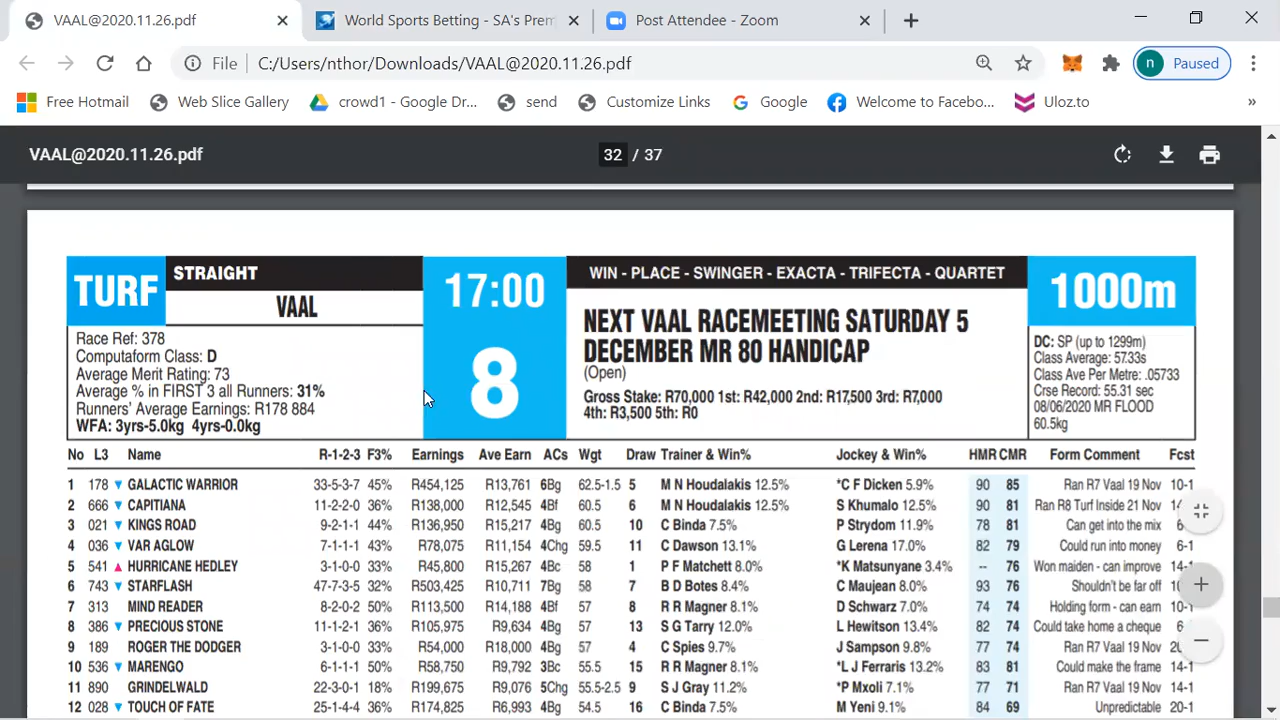 VAAL@2020.11.26.pdf
World Sports Betting - SA's Prem
Post Attendee - Zoom
File C:/Users/nthor/Downloads/VAAL@2020.11.26.pdf
n Paused
Free Hotmail Web Slice Gallery crowd1 - Google Dr... send Customize Links Google Welcome to Facebo... Uloz.to »
VAAL@2020.11.26.pdf 32 / 37
TURF STRAIGHT
VAAL
17:00
8
WIN - PLACE - SWINGER - EXACTA - TRIFECTA - QUARTET
1000m
Race Ref: 378
Computaform Class: D
Average Merit Rating: 73
Average % in FIRST 3 all Runners: 31%
Runners' Average Earnings: R178 884
WFA: 3yrs-5.0kg 4yrs-0.0kg
NEXT VAAL RACEMEETING SATURDAY 5
DECEMBER MR 80 HANDICAP
(Open)
Gross Stake: R70,000 1st: R42,000 2nd: R17,500 3rd: R7,000
4th: R3,500 5th: R0
DC: SP (up to 1299m)
Class Average: 57.33s
Class Ave Per Metre: .05733
Crse Record: 55.31 sec
08/06/2020 MR FLOOD
60.5kg
No L3 Name R-1-2-3 F3% Earnings Ave Earn ACs Wgt Draw Trainer & Win% Jockey & Win% HMR CMR Form Comment Fcst
1 178 ▼ GALACTIC WARRIOR 33-5-3-7 45% R454,125 R13,761 6Bg 62.5-1.5 5 M N Houdalakis 12.5% *C F Dicken 5.9% 90 85 Ran R7 Vaal 19 Nov 10-1
2 666 ▼ CAPITIANA 11-2-2-0 36% R138,000 R12,545 4Bf 60.5 6 M N Houdalakis 12.5% S Khumalo 12.5% 90 81 Ran R8 Turf Inside 21 Nov
3 021 ▼ KINGS ROAD 9-2-1-1 44% R136,950 R15,217 4Bg 60.5 10 C Binda 7.5% P Strydom 11.9% 78 81 Can get into the mix
4 036 ▼ VAR AGLOW 7-1-1-1 43% R78,075 R11,154 4Chg 59.5 11 C Dawson 13.1% G Lerena 17.0% 82 79 Could run into money 6-1
5 541 ▲ HURRICANE HEDLEY 3-1-0-0 33% R45,800 R15,267 4Bc 58 1 P F Matchett 8.0% *K Matsunyane 3.4% -- 76 Won maiden - can improve 14-1
6 743 ▼ STARFLASH 47-7-3-5 32% R503,425 R10,711 7Bg 58 7 B D Botes 8.4% C Maujean 8.0% 93 76 Shouldn't be far off
7 313 MIND READER 8-2-0-2 50% R113,500 R14,188 4Bf 57 8 R R Magner 8.1% D Schwarz 7.0% 74 74 Holding form - can earn 10-1
8 386 ▼ PRECIOUS STONE 11-1-2-1 36% R105,975 R9,634 4Bg 57 13 S G Tarry 12.0% L Hewitson 13.4% 82 74 Could take home a cheque
9 189 ROGER THE DODGER 3-1-0-0 33% R54,000 R18,000 4Bg 57 4 C Spies 9.7% J Sampson 9.8% 77 74 Ran R7 Vaal 19 Nov
10 536 ▼ MARENGO 6-1-1-1 50% R58,750 R9,792 3Bc 55.5 15 R R Magner 8.1% *L J Ferraris 13.2% 83 81 Could make the frame 14-1
11 890 GRINDELWALD 22-3-0-1 18% R199,675 R9,076 5Chg 55.5-2.5 9 S J Gray 11.2% *P Mxoli 7.1% 77 71 Ran R7 Vaal 19 Nov 14-1
12 028 ▼ TOUCH OF FATE 25-1-4-4 36% R174,825 R6,993 4Bg 54.5 16 C Binda 7.5% M Yeni 9.1% 84 69 Unpredictable 20-1